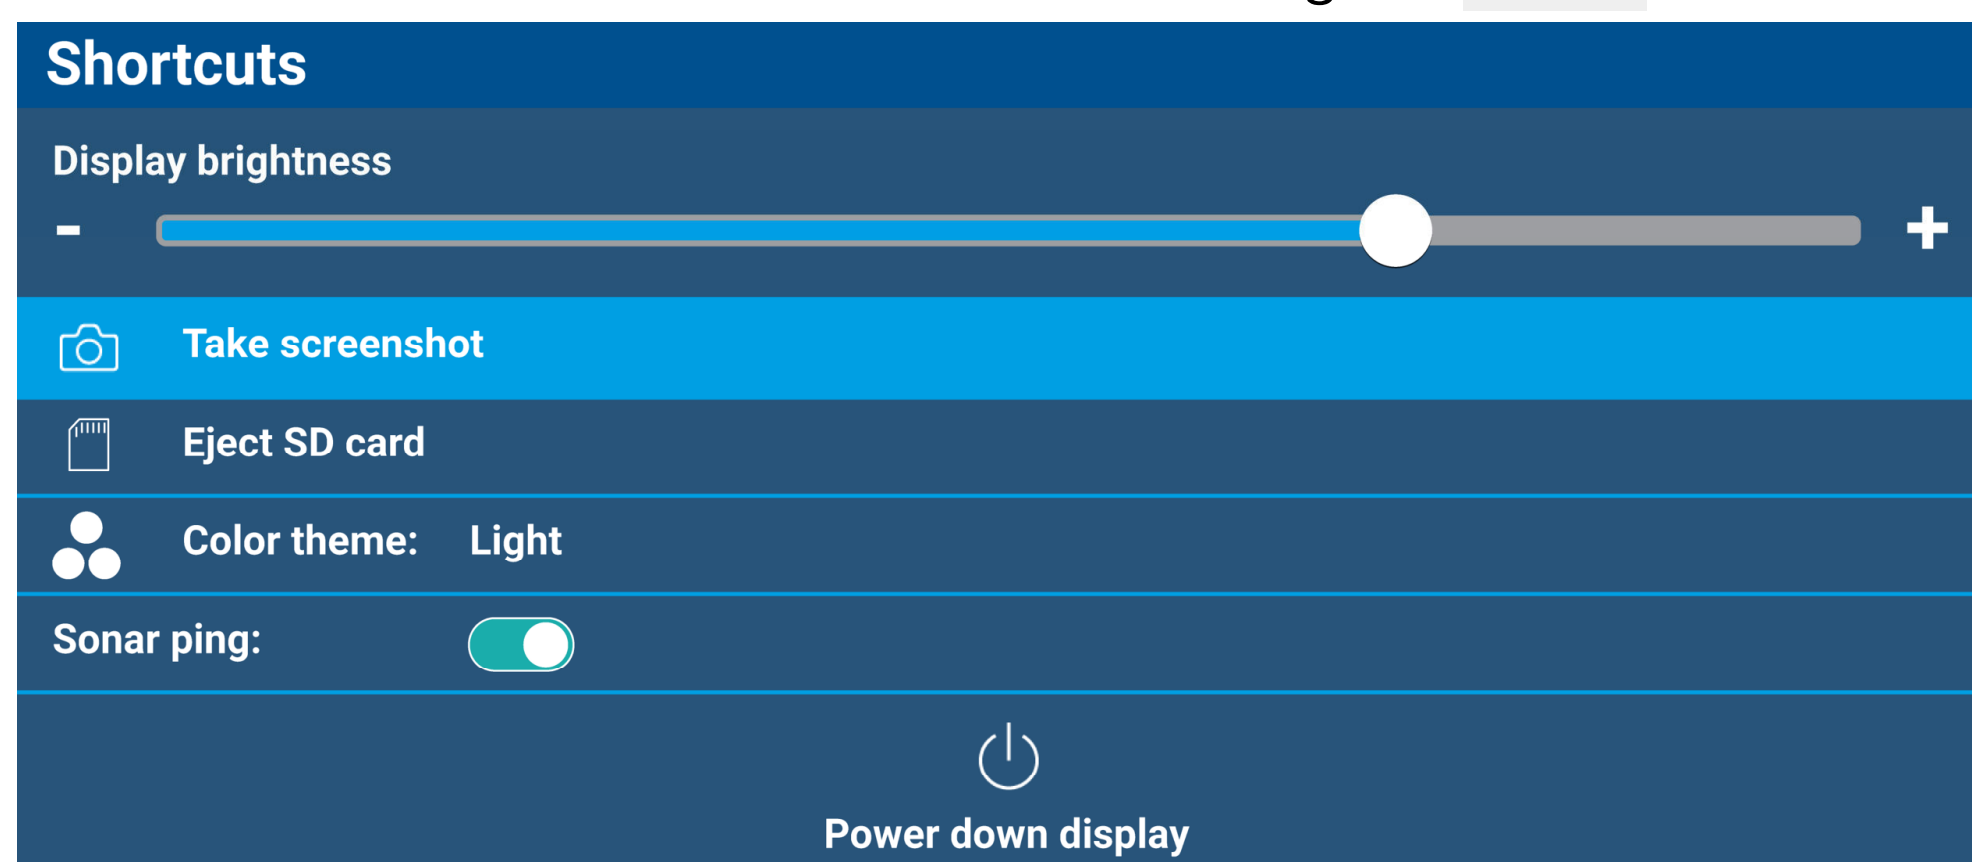 Shortcuts
Display brightness
- +
Take screenshot
Eject SD card
Color theme: Light
Sonar ping:
Power down display